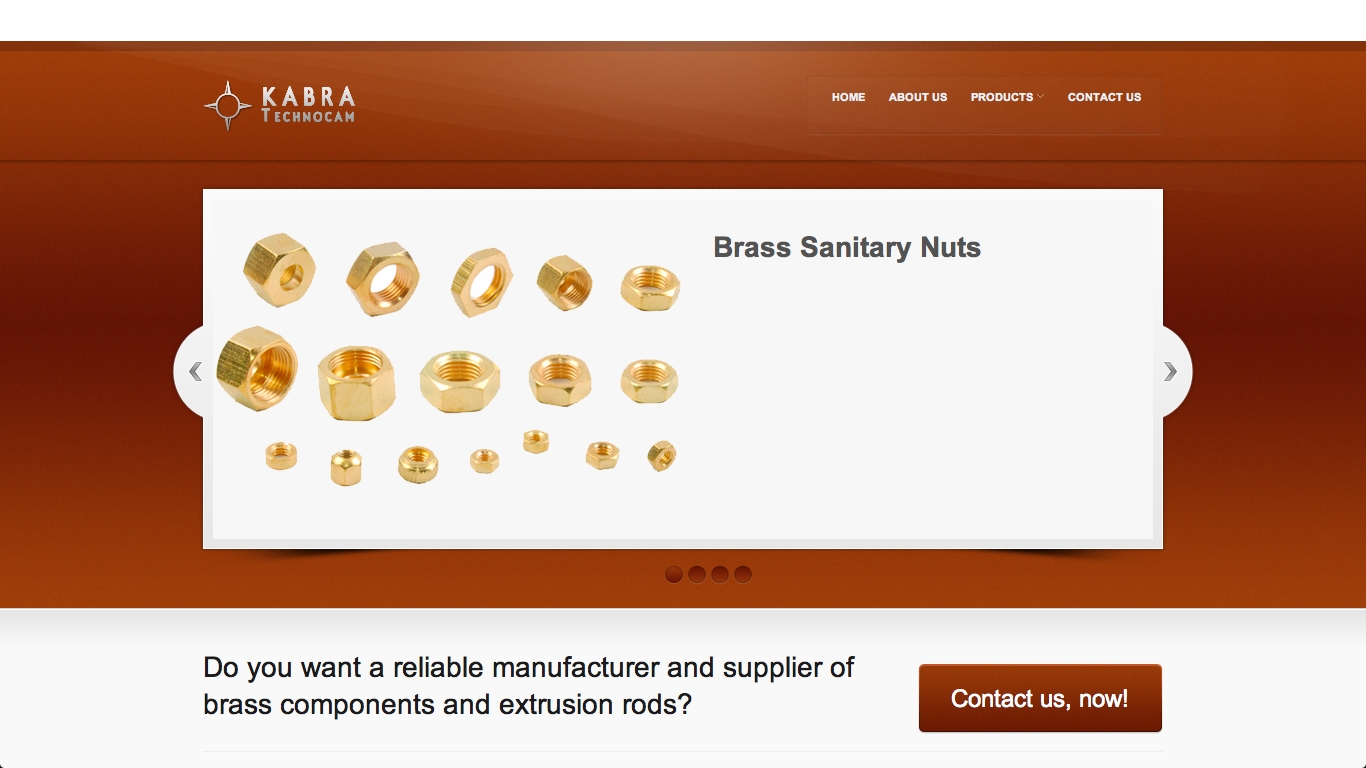 KABRA
TECHNOCAM
HOME ABOUT US PRODUCTS CONTACT US
Brass Sanitary Nuts
Do you want a reliable manufacturer and supplier of
brass components and extrusion rods?
Contact us, now!